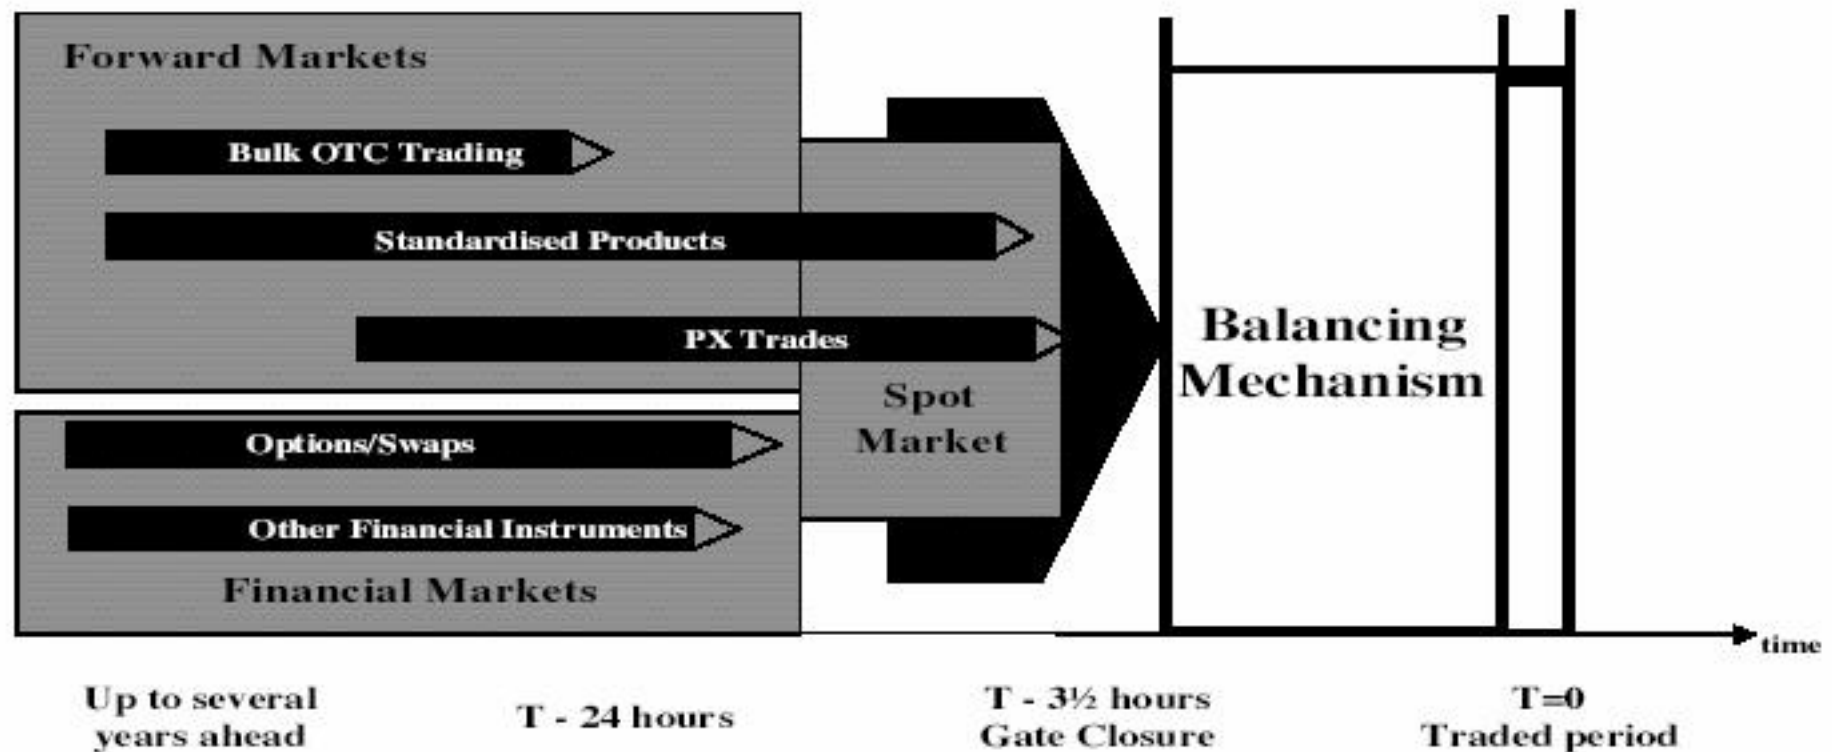 Forward Markets
Bulk OTC Trading
Standardised Products
PX Trades
Spot
Market
Options/Swaps
Other Financial Instruments
Financial Markets
Balancing
Mechanism
time
Up to several
years ahead
T - 24 hours
T - 3½ hours
Gate Closure
T=0
Traded period